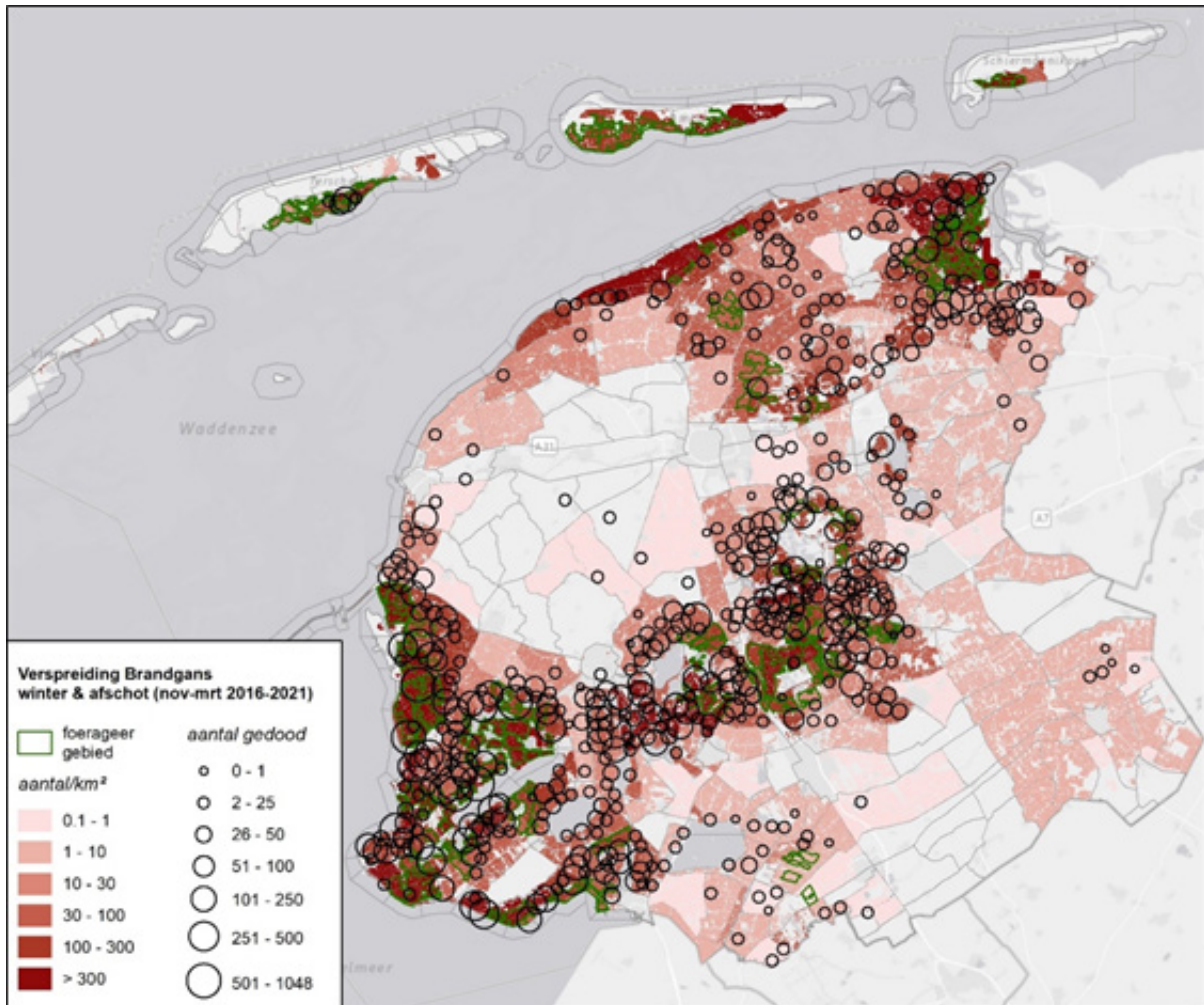 Schiermonnikoog
Waddenzee
A31
A7
Verspreiding Brandgans
winter & afschot (nov-mrt 2016-2021)
foerageer
gebied
aantal/km²
0.1 - 1
1 - 10
10 - 30
30 - 100
100 - 300
> 300
aantal gedood
0 - 1
2 - 25
26 - 50
51 - 100
101 - 250
251 - 500
501 - 1048
elmeer